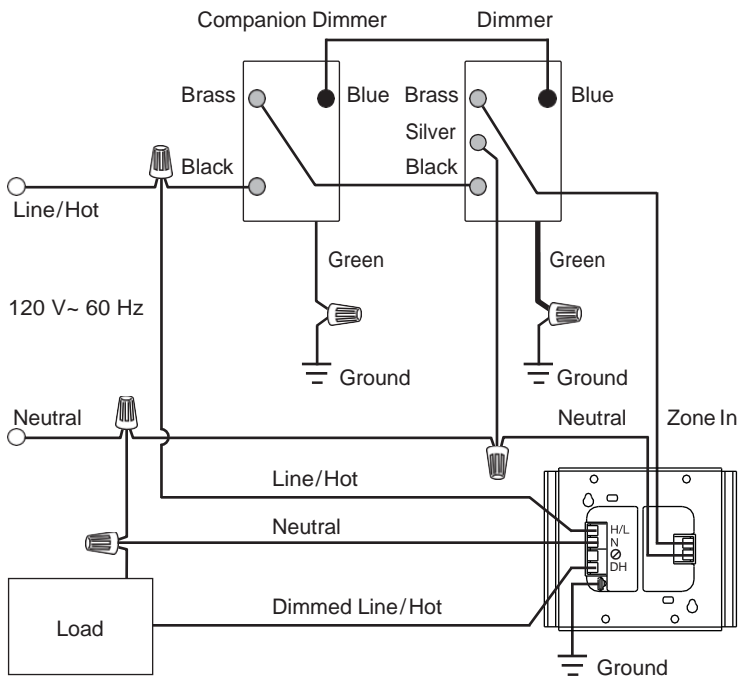 Companion Dimmer
Dimmer
Brass
Blue
Brass
Blue
Silver
Black
Black
Line/Hot
Green
Green
120 V~ 60 Hz
Ground
Ground
Neutral
Neutral
Zone In
Line/Hot
H/L
Neutral
N
DH
Dimmed Line/Hot
Load
Ground